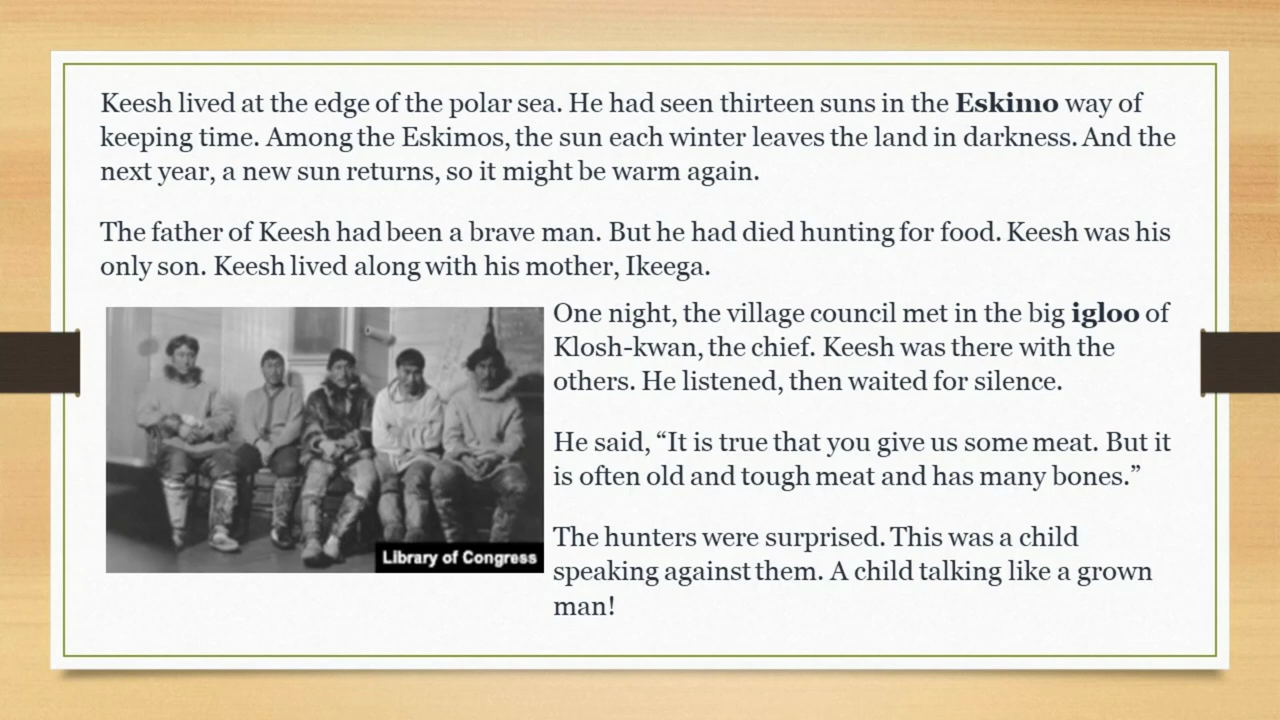 Keesh lived at the edge of the polar sea. He had seen thirteen suns in the Eskimo way of
keeping time. Among the Eskimos, the sun each winter leaves the land in darkness. And the
next year, a new sun returns, so it might be warm again.
The father of Keesh had been a brave man. But he had died hunting for food. Keesh was his
only son. Keesh lived along with his mother, Ikeega.
One night, the village council met in the big igloo of
Klosh-kwan, the chief. Keesh was there with the
others. He listened, then waited for silence.
He said, “It is true that you give us some meat. But it
is often old and tough meat and has many bones.”
The hunters were surprised. This was a child
speaking against them. A child talking like a grown
man!
Library of Congress